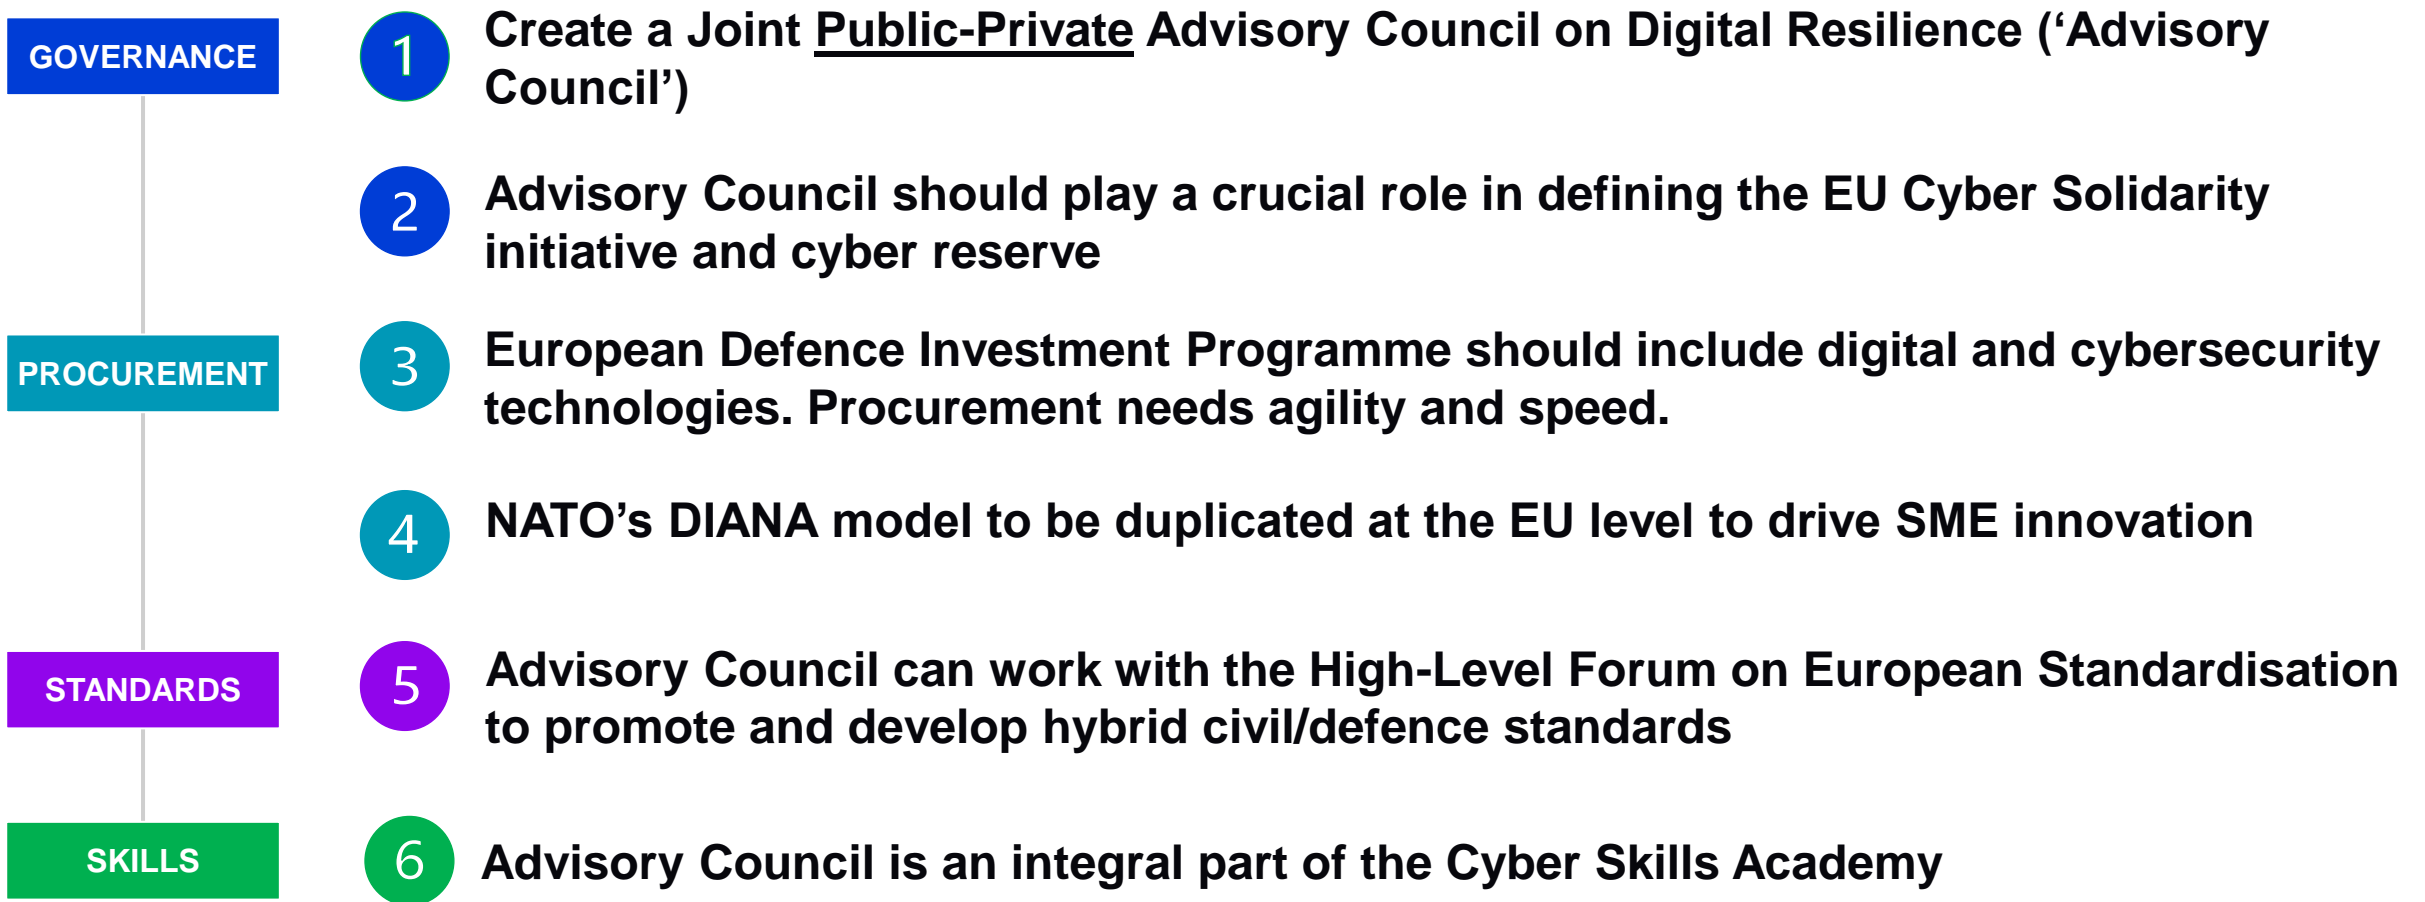 GOVERNANCE
1
Create a Joint Public-Private Advisory Council on Digital Resilience (‘Advisory
Council’)
2
Advisory Council should play a crucial role in defining the EU Cyber Solidarity
initiative and cyber reserve
PROCUREMENT
3
European Defence Investment Programme should include digital and cybersecurity
technologies. Procurement needs agility and speed.
4
NATO’s DIANA model to be duplicated at the EU level to drive SME innovation
STANDARDS
5
Advisory Council can work with the High-Level Forum on European Standardisation
to promote and develop hybrid civil/defence standards
SKILLS
6
Advisory Council is an integral part of the Cyber Skills Academy